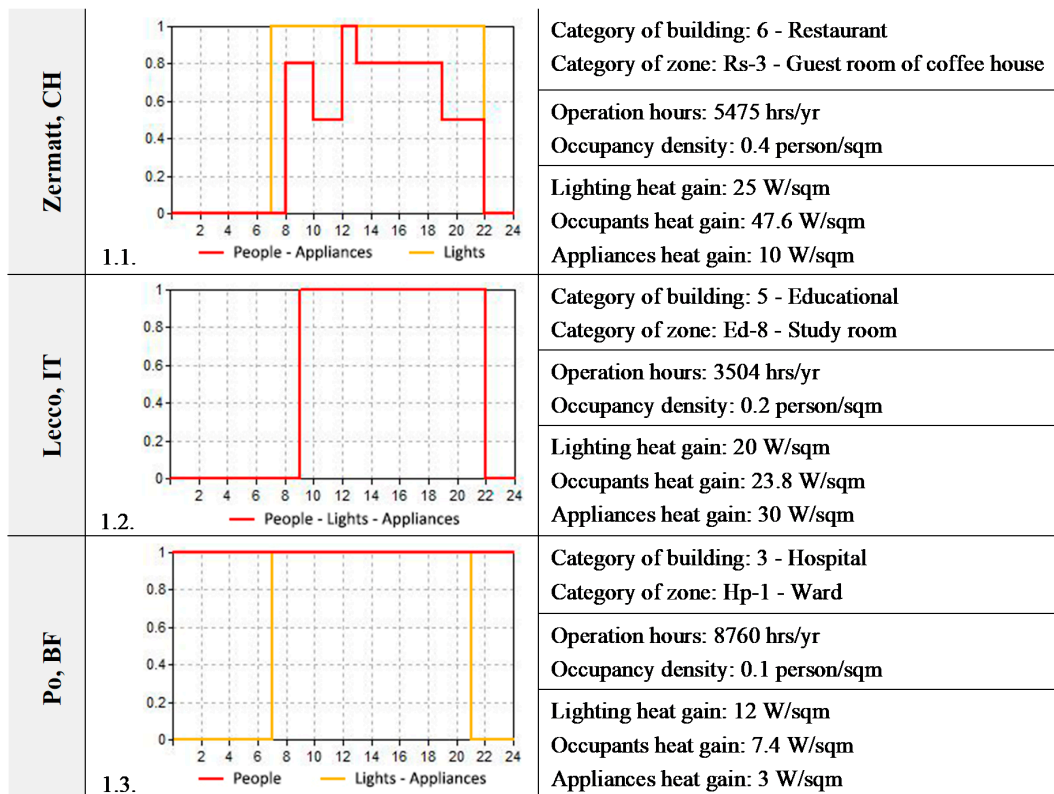 Zermatt, CH
1
0.8
0.6
0.4
0.2
0
2 4 6 8 10 12 14 16 18 20 22 24
People - Appliances Lights
1.1.
Category of building: 6 - Restaurant
Category of zone: Rs-3 - Guest room of coffee house
Operation hours: 5475 hrs/yr
Occupancy density: 0.4 person/sqm
Lighting heat gain: 25 W/sqm
Occupants heat gain: 47.6 W/sqm
Appliances heat gain: 10 W/sqm
Lecco, IT
1
0.8
0.6
0.4
0.2
0
2 4 6 8 10 12 14 16 18 20 22 24
People - Lights - Appliances
1.2.
Category of building: 5 - Educational
Category of zone: Ed-8 - Study room
Operation hours: 3504 hrs/yr
Occupancy density: 0.2 person/sqm
Lighting heat gain: 20 W/sqm
Occupants heat gain: 23.8 W/sqm
Appliances heat gain: 30 W/sqm
Po, BF
1
0.8
0.6
0.4
0.2
0
2 4 6 8 10 12 14 16 18 20 22 24
People Lights - Appliances
1.3.
Category of building: 3 - Hospital
Category of zone: Hp-1 - Ward
Operation hours: 8760 hrs/yr
Occupancy density: 0.1 person/sqm
Lighting heat gain: 12 W/sqm
Occupants heat gain: 7.4 W/sqm
Appliances heat gain: 3 W/sqm